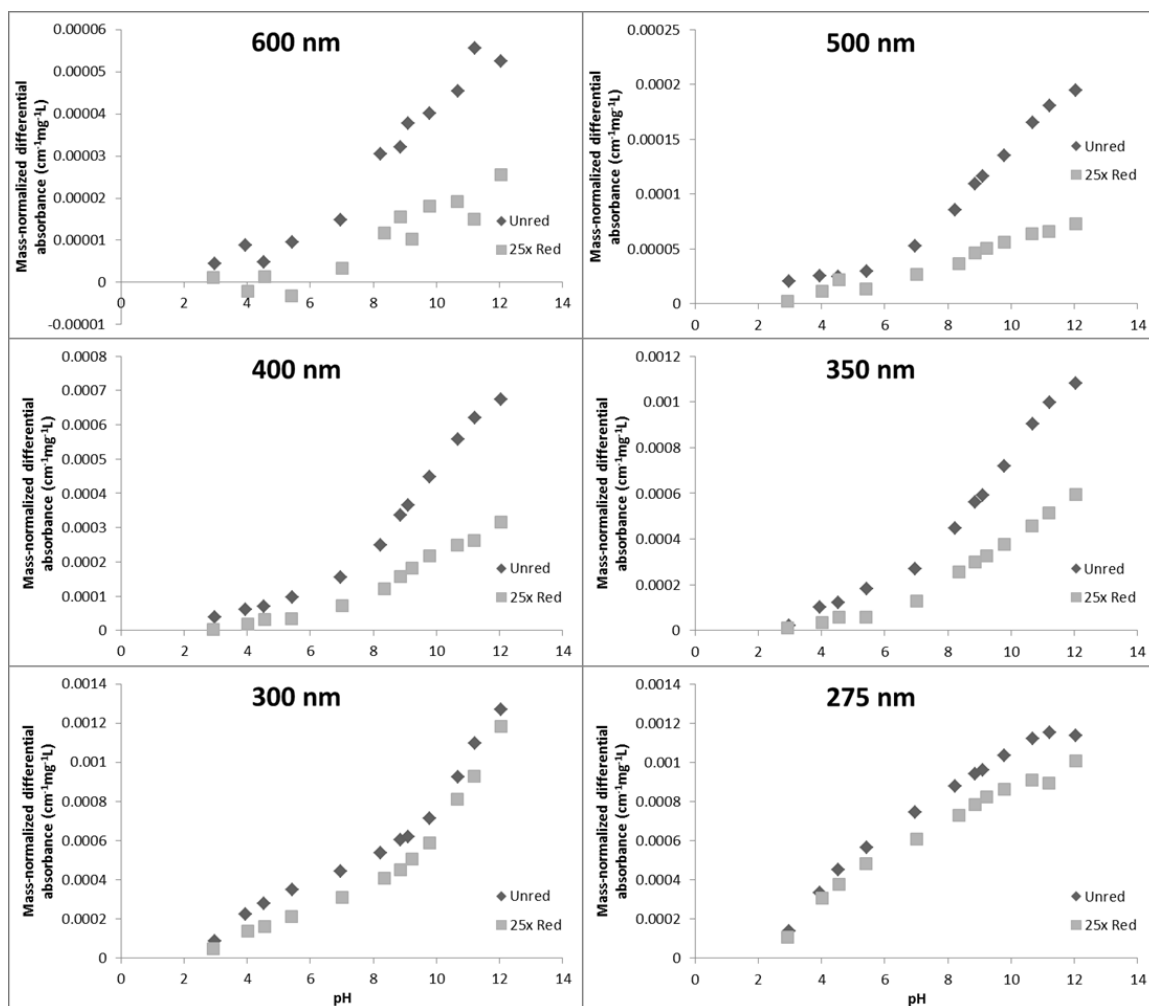 600 nm
Mass-normalized differential
absorbance (cm⁻¹mg⁻¹L)
0.00006
0.00005
0.00004
0.00003
0.00002
0.00001
0
-0.00001
0 2 4 6 8 10 12 14
Unred
25x Red
500 nm
Mass-normalized differential
absorbance (cm⁻¹mg⁻¹L)
0.00025
0.0002
0.00015
0.0001
0.00005
0
0 2 4 6 8 10 12 14
Unred
25x Red
400 nm
Mass-normalized differential
absorbance (cm⁻¹mg⁻¹L)
0.0008
0.0007
0.0006
0.0005
0.0004
0.0003
0.0002
0.0001
0
0 2 4 6 8 10 12 14
Unred
25x Red
350 nm
Mass-normalized differential
absorbance (cm⁻¹mg⁻¹L)
0.0012
0.001
0.0008
0.0006
0.0004
0.0002
0
0 2 4 6 8 10 12 14
Unred
25x Red
300 nm
Mass-normalized differential
absorbance (cm⁻¹mg⁻¹L)
0.0014
0.0012
0.001
0.0008
0.0006
0.0004
0.0002
0
0 2 4 6 8 10 12 14
pH
Unred
25x Red
275 nm
Mass-normalized differential
absorbance (cm⁻¹mg⁻¹L)
0.0014
0.0012
0.001
0.0008
0.0006
0.0004
0.0002
0
0 2 4 6 8 10 12 14
pH
Unred
25x Red